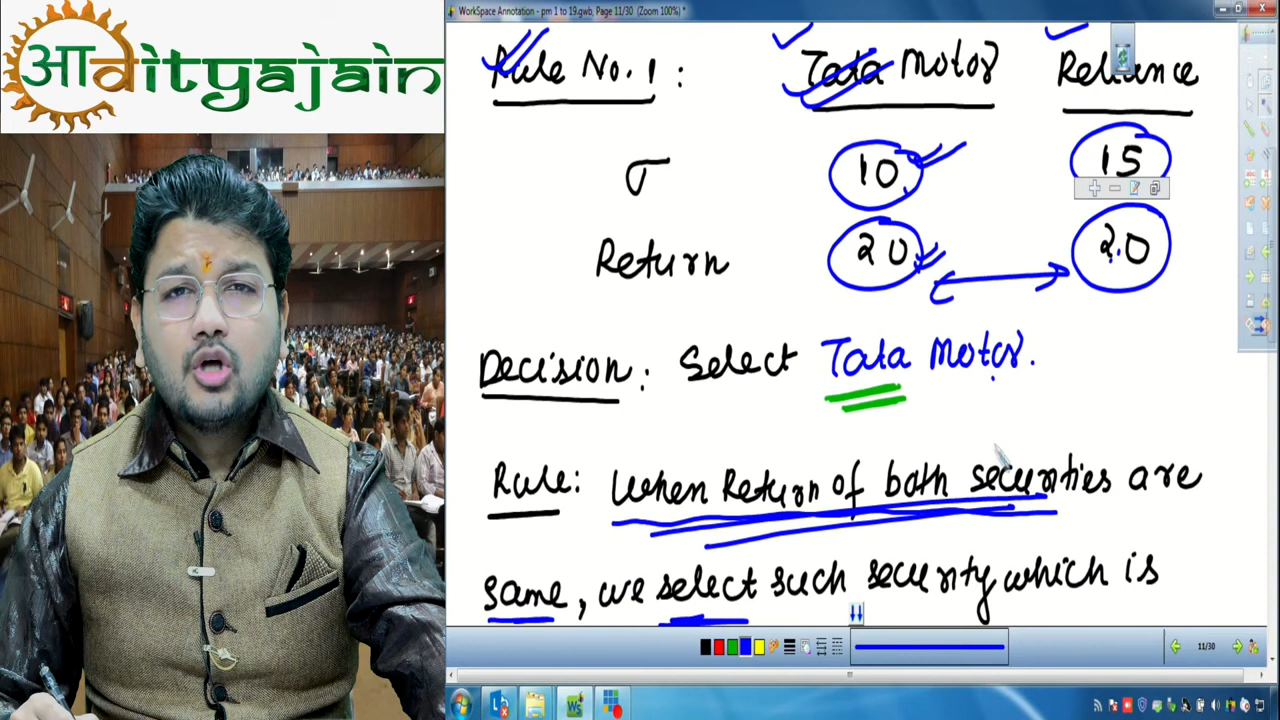 WorkSpace Annotation - pm 1 to 19.gwb, Page 11/30 (Zoom 100%) *
आdityajain
Rule No. 1 : Tata Motor Reliance
σ 10 15
Return 20 20
Decision: Select Tata Motor.
Rule: When Return of both securities are
same, we select such security which is
11/30